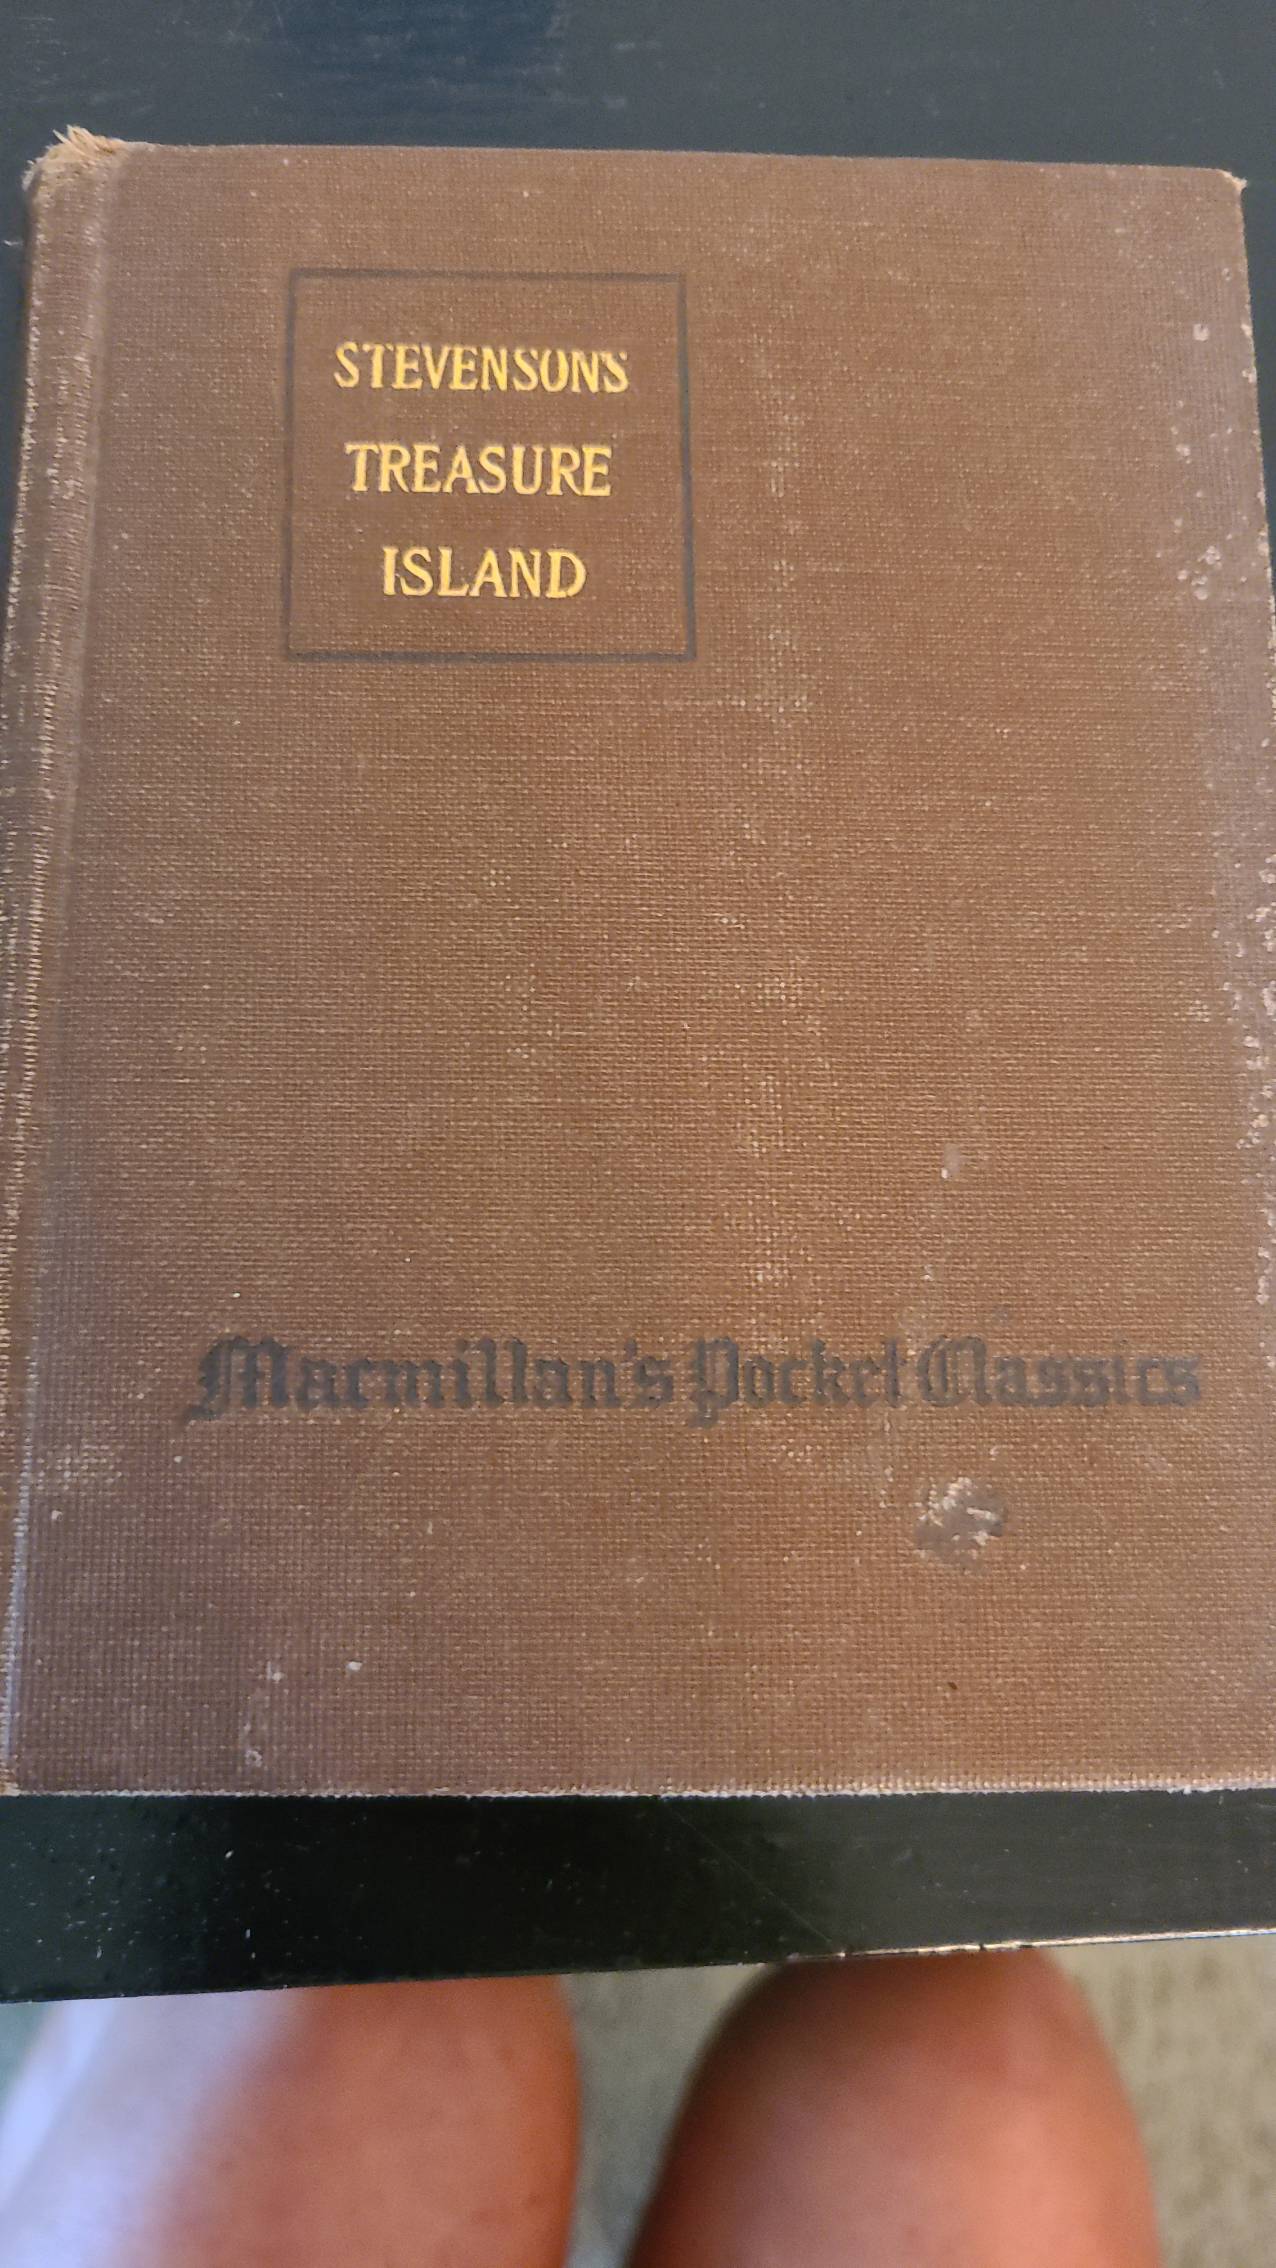 STEVENSON'S
TREASURE
ISLAND
Macmillan's Pocket Classics